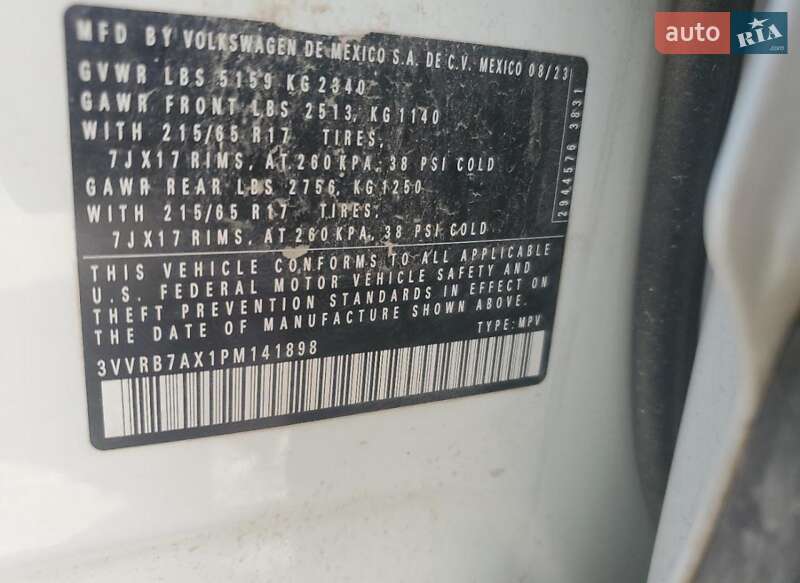 auto RIA
.com
MFD BY VOLKSWAGEN DE MEXICO S.A. DE C.V. MEXICO 08/23
GVWR LBS 5159 KG 2340
GAWR FRONT LBS 2513, KG 1140
WITH 215/65 R17 TIRES,
7JX17 RIMS, AT 260 KPA, 38 PSI COLD
GAWR REAR LBS 2756, KG 1250
WITH 215/65 R17 TIRES,
7JX17 RIMS, AT 260 KPA, 38 PSI COLD
2944576 3831
THIS VEHICLE CONFORMS TO ALL APPLICABLE
U.S. FEDERAL MOTOR VEHICLE SAFETY AND
THEFT PREVENTION STANDARDS IN EFFECT ON
THE DATE OF MANUFACTURE SHOWN ABOVE.
3VVRB7AX1PM141898 TYPE: MPV